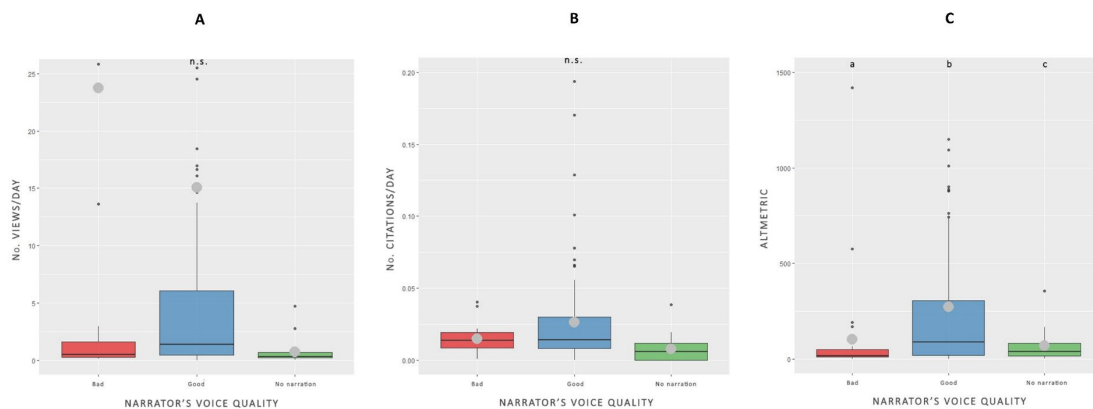 A
n.s.
No. VIEWS/DAY
25
20
15
10
5
0
Bad
Good
No narration
NARRATOR'S VOICE QUALITY
B
n.s.
No. CITATIONS/DAY
0.20
0.15
0.10
0.05
0.00
Bad
Good
No narration
NARRATOR'S VOICE QUALITY
C
a
b
c
ALTMETRIC
1500
1000
500
0
Bad
Good
No narration
NARRATOR'S VOICE QUALITY